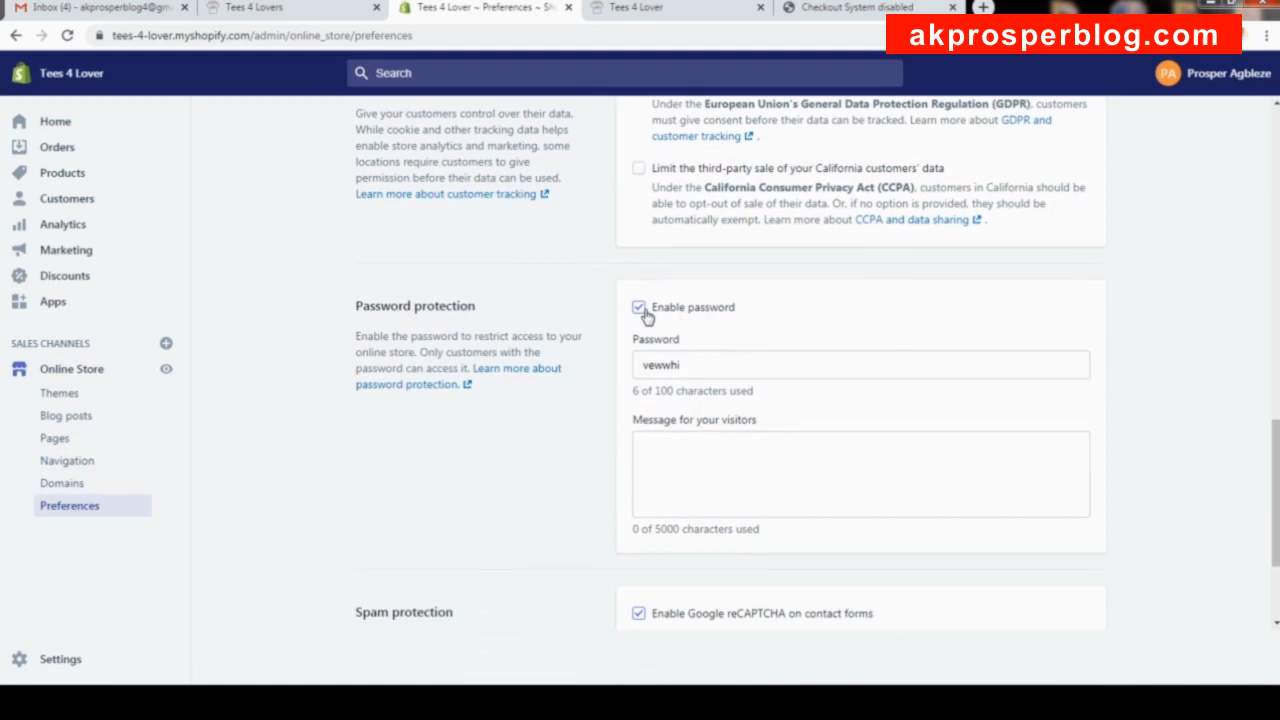 Inbox (4) - akprosperblog4@gm
Tees 4 Lovers
Tees 4 Lover ~ Preferences ~ Sh
Tees 4 Lover
Checkout System disabled
tees-4-lover.myshopify.com/admin/online_store/preferences
akprosperblog.com
Tees 4 Lover
Search
PA
Prosper Agbleze
Home
Orders
Products
Customers
Analytics
Marketing
Discounts
Apps
SALES CHANNELS
Online Store
Themes
Blog posts
Pages
Navigation
Domains
Preferences
Settings
Give your customers control over their data.
While cookie and other tracking data helps
enable store analytics and marketing, some
locations require customers to give
permission before their data can be used.
Learn more about customer tracking
Under the European Union's General Data Protection Regulation (GDPR), customers
must give consent before their data can be tracked. Learn more about GDPR and
customer tracking .
Limit the third-party sale of your California customers' data
Under the California Consumer Privacy Act (CCPA), customers in California should be
able to opt-out of sale of their data. Or, if no option is provided, they should be
automatically exempt. Learn more about CCPA and data sharing .
Password protection
Enable the password to restrict access to your
online store. Only customers with the
password can access it. Learn more about
password protection.
Enable password
Password
vewwhi
6 of 100 characters used
Message for your visitors
0 of 5000 characters used
Spam protection
Enable Google reCAPTCHA on contact forms